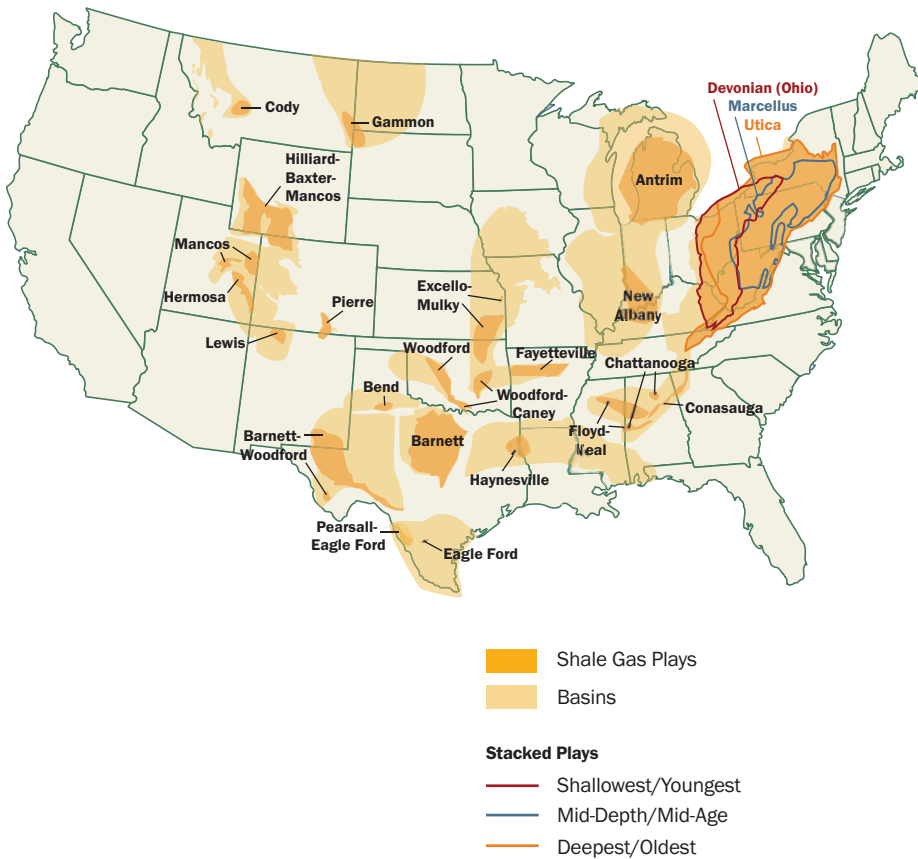 Devonian (Ohio)
Marcellus
Utica
Cody
Gammon
Hilliard-
Baxter-
Mancos
Antrim
Mancos
Hermosa
Pierre
Lewis
Excello-
Mulky
New
Albany
Woodford
Fayetteville
Chattanooga
Bend
Woodford-
Caney
Conasauga
Barnett-
Woodford
Barnett
Floyd-
Neal
Haynesville
Pearsall-
Eagle Ford
Eagle Ford
Shale Gas Plays
Basins
Stacked Plays
Shallowest/Youngest
Mid-Depth/Mid-Age
Deepest/Oldest